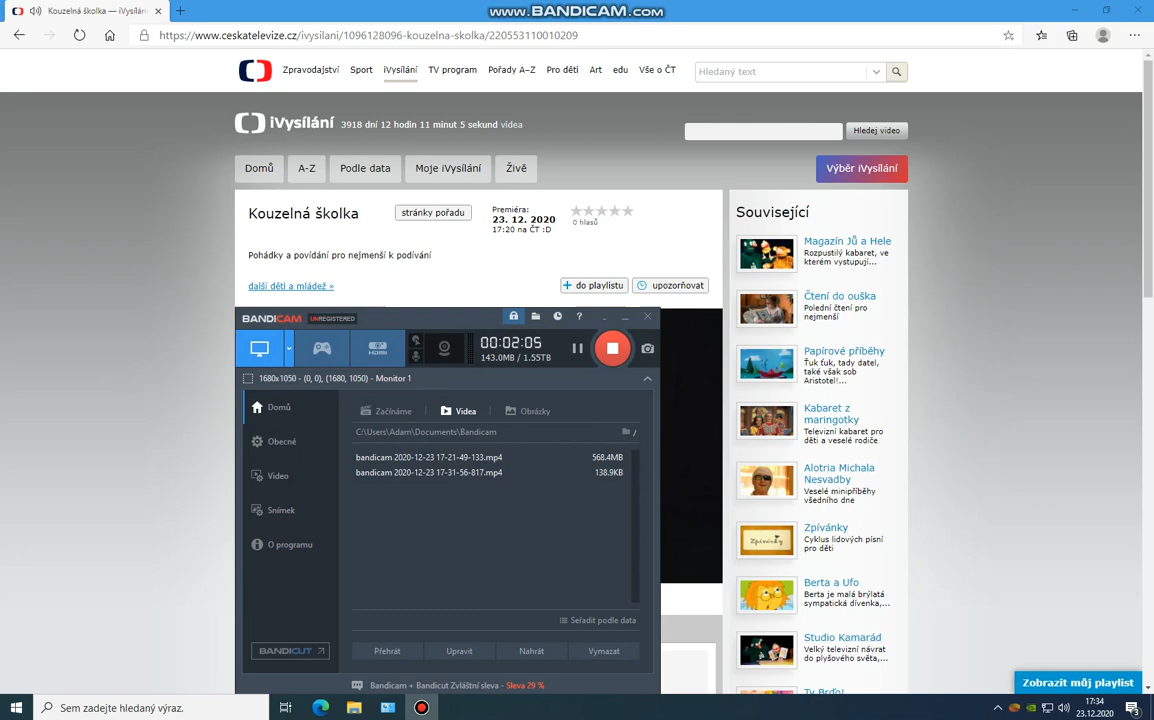 Kouzelná školka — iVysílání
www.BANDICAM.com
https://www.ceskatelevize.cz/ivysilani/1096128096-kouzelna-skolka/220553110010209
Zpravodajství Sport iVysílání TV program Pořady A–Z Pro děti Art edu Vše o ČT
Hledaný text
iVysílání 3918 dní 12 hodin 11 minut 5 sekund videa
Hledej video
Domů A-Z Podle data Moje iVysílání Živě
Výběr iVysílání
Kouzelná školka
stránky pořadu
Premiéra:
23. 12. 2020
17:20 na ČT :D
0 hlasů
Pohádky a povídání pro nejmenší k podívání
další děti a mládež »
+ do playlistu
upozorňovat
Související
Magazín Jů a Hele
Rozpustilý kabaret, ve
kterém vystupují...
Čtení do ouška
Polední čtení pro
nejmenší
Papírové příběhy
Ťuk ťuk, tady datel,
také však sob
Aristotel!...
Kabaret z
maringotky
Televizní kabaret pro
děti a veselé rodiče
Alotria Michala
Nesvadby
Veselé minipříběhy
všedního dne
Zpívánky
Zpívánky
Cyklus lidových písní
pro děti
Berta a Ufo
Berta je malá brýlatá
sympatická dívenka,...
Studio Kamarád
Velký televizní návrat
do plyšového světa,...
Ty Brďo!
Zobrazit můj playlist
BANDICAM UNREGISTERED
HDMI
00:02:05
143.0MB / 1.55TB
1680x1050 - (0, 0), (1680, 1050) - Monitor 1
Domů
Obecné
Video
Snímek
O programu
BANDICUT
Začínáme Videa Obrázky
C:\Users\Adam\Documents\Bandicam
bandicam 2020-12-23 17-21-49-133.mp4 568.4MB
bandicam 2020-12-23 17-31-56-817.mp4 138.9KB
Seřadit podle data
Přehrát Upravit Nahrát Vymazat
Bandicam + Bandicut Zvláštní sleva - Sleva 29 %
Sem zadejte hledaný výraz.
17:34
23.12.2020
3